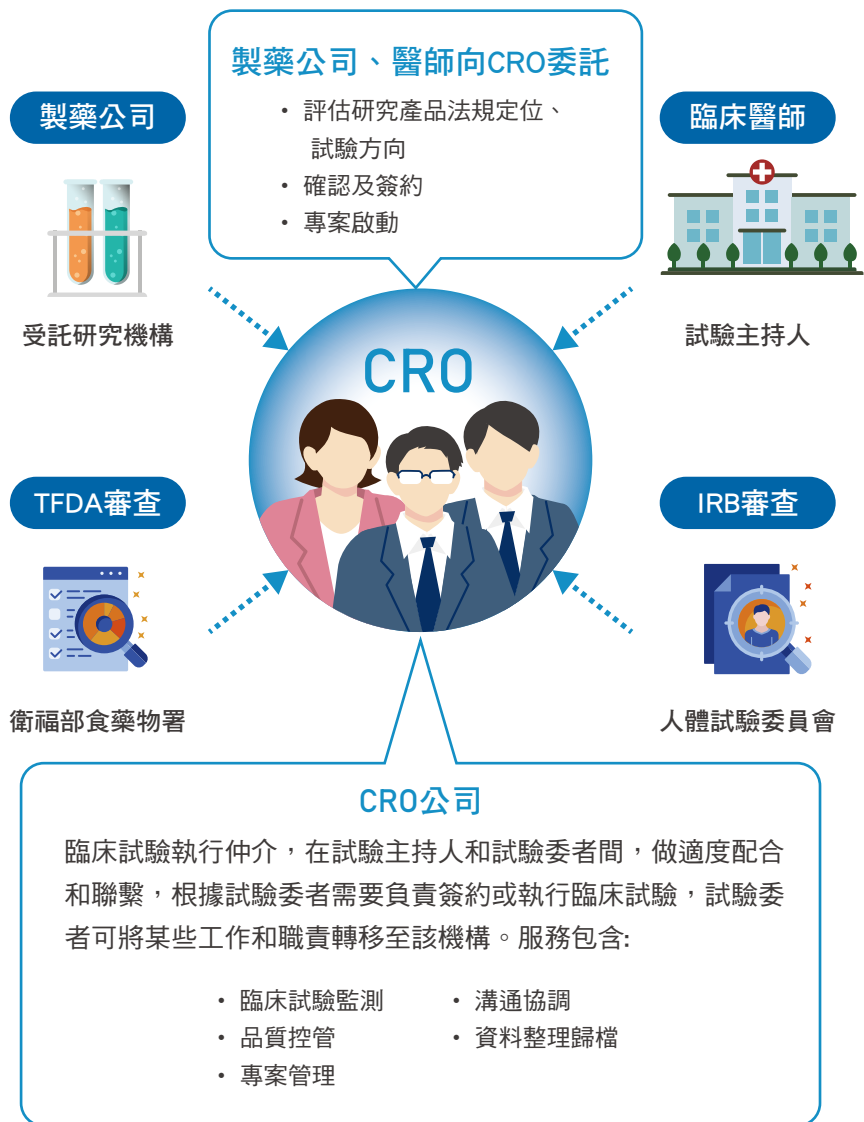 製藥公司、醫師向CRO委託
• 評估研究產品法規定位、
試驗方向
• 確認及簽約
• 專案啟動
製藥公司
受託研究機構
臨床醫師
試驗主持人
CRO
TFDA審查
衛福部食藥物署
IRB審查
人體試驗委員會
CRO公司
臨床試驗執行仲介，在試驗主持人和試驗委者間，做適度配合
和聯繫，根據試驗委者需要負責簽約或執行臨床試驗，試驗委
者可將某些工作和職責轉移至該機構。服務包含:
• 臨床試驗監測
• 品質控管
• 專案管理
• 溝通協調
• 資料整理歸檔